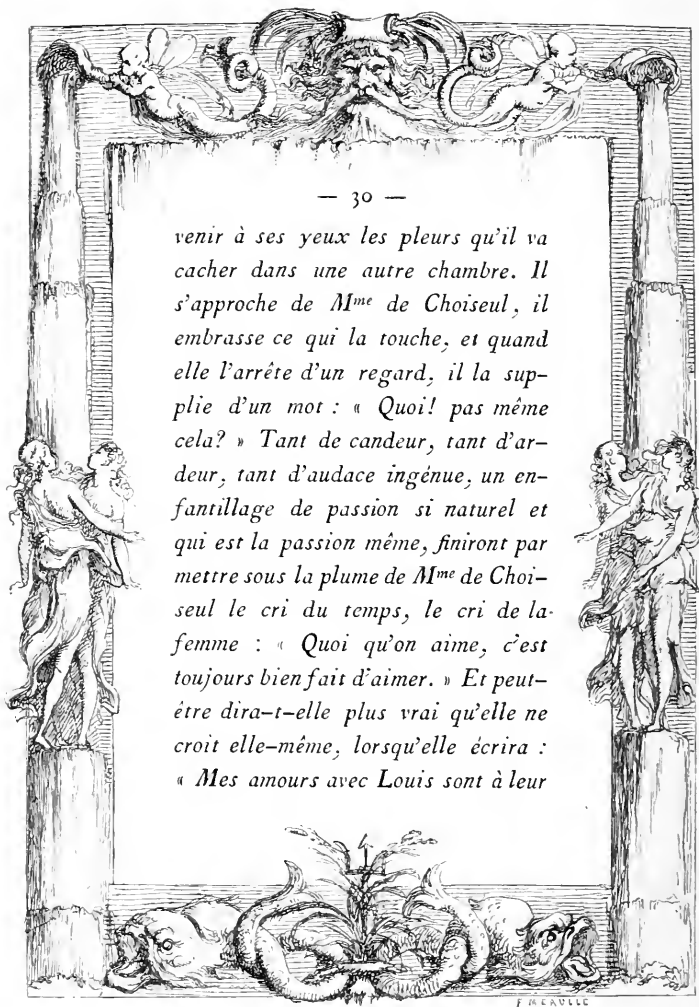 — 30 —
venir à ses yeux les pleurs qu'il va
cacher dans une autre chambre. Il
s'approche de Mme de Choiseul, il
embrasse ce qui la touche, et quand
elle l'arrête d'un regard, il la sup-
plie d'un mot : « Quoi! pas même
cela? » Tant de candeur, tant d'ar-
deur, tant d'audace ingénue, un en-
fantillage de passion si naturel et
qui est la passion même, finiront par
mettre sous la plume de Mme de Choi-
seul le cri du temps, le cri de la
femme : « Quoi qu'on aime, c'est
toujours bien fait d'aimer. » Et peut-
être dira-t-elle plus vrai qu'elle ne
croit elle-même, lorsqu'elle écrira :
« Mes amours avec Louis sont à leur
F MEAULLE